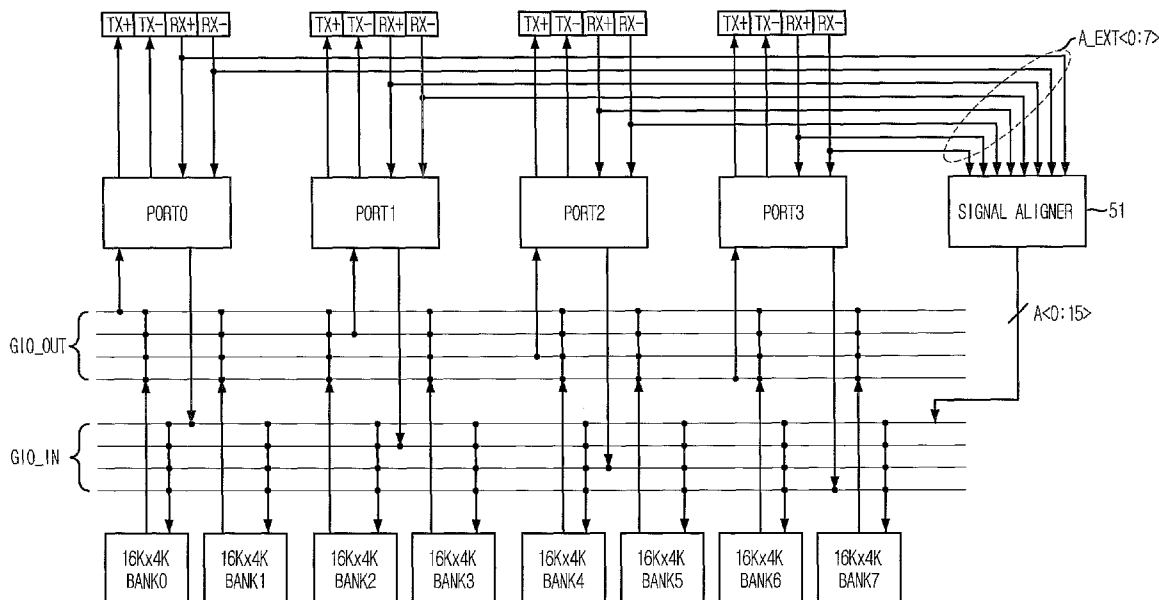 TX+ TX- RX+ RX- TX+ TX- RX+ RX- TX+ TX- RX+ RX- TX+ TX- RX+ RX-
A_EXT<0:7>
PORT0 PORT1 PORT2 PORT3 SIGNAL ALIGNER 51
A<0:15>
GIO_OUT
GIO_IN
16Kx4K BANK0
16Kx4K BANK1
16Kx4K BANK2
16Kx4K BANK3
16Kx4K BANK4
16Kx4K BANK5
16Kx4K BANK6
16Kx4K BANK7